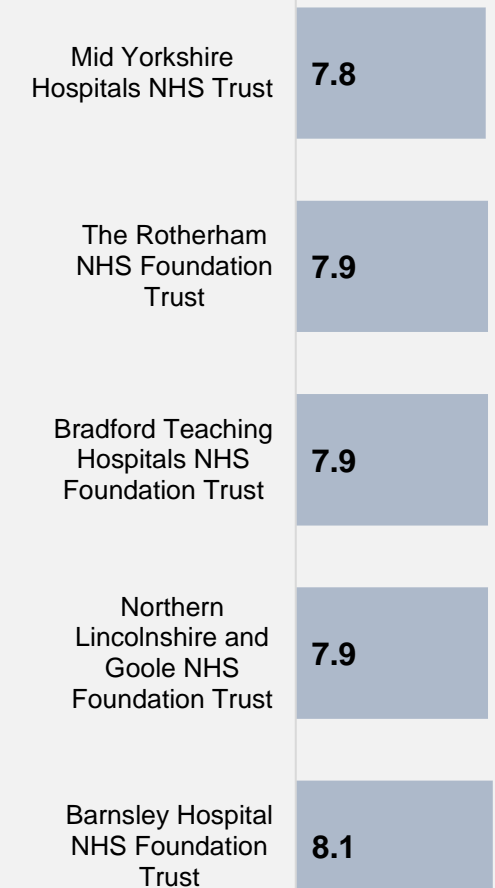 Mid Yorkshire
Hospitals NHS Trust
7.8
The Rotherham
NHS Foundation
Trust
7.9
Bradford Teaching
Hospitals NHS
Foundation Trust
7.9
Northern
Lincolnshire and
Goole NHS
Foundation Trust
7.9
Barnsley Hospital
NHS Foundation
Trust
8.1